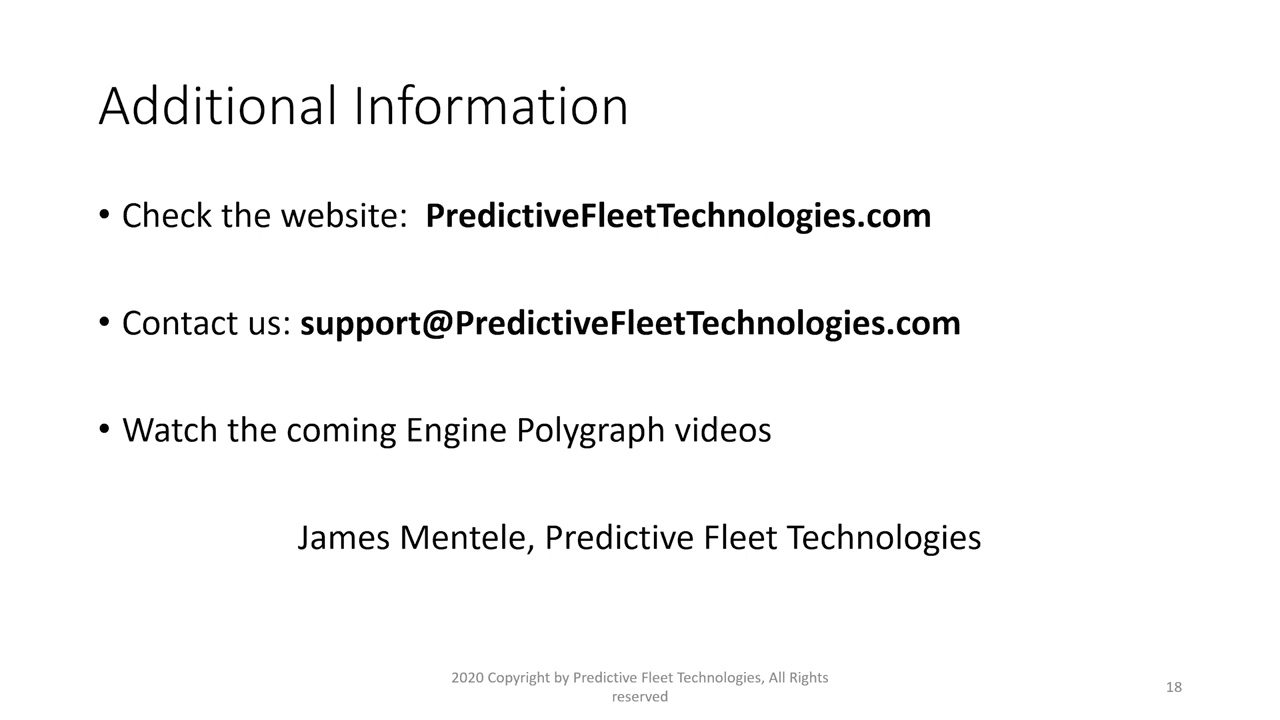 Additional Information
• Check the website:  PredictiveFleetTechnologies.com
• Contact us: support@PredictiveFleetTechnologies.com
• Watch the coming Engine Polygraph videos
James Mentele, Predictive Fleet Technologies
2020 Copyright by Predictive Fleet Technologies, All Rights
reserved
18